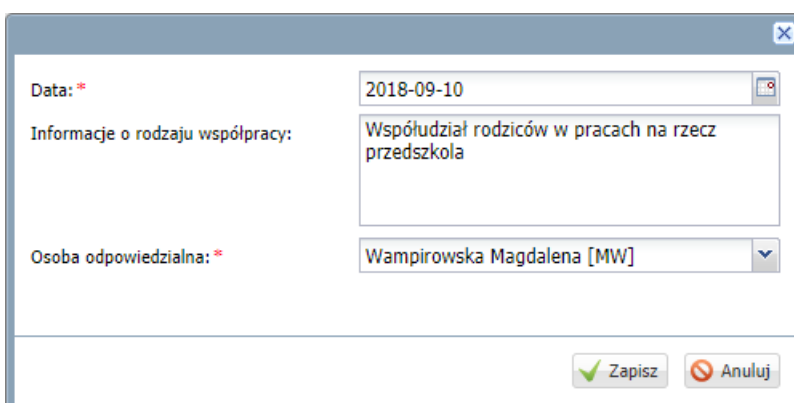 Data: * 2018-09-10
Informacje o rodzaju współpracy: Współudział rodziców w pracach na rzecz
przedszkola
Osoba odpowiedzialna: * Wampirowska Magdalena [MW]
Zapisz Anuluj